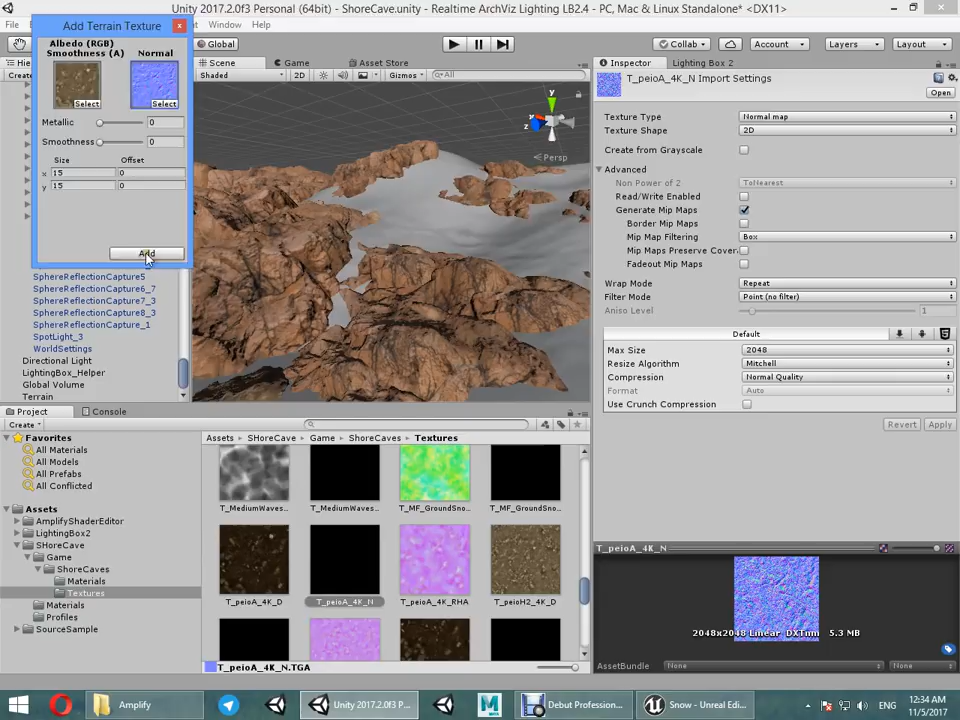 Unity 2017.2.0f3 Personal (64bit) - ShoreCave.unity - Realtime ArchViz Lighting LB2.4 - PC, Mac & Linux Standalone* <DX11>
Add Terrain Texture
Window
Help
Global
Collab
Account
Layers
Layout
Albedo (RGB)
Smoothness (A)
Normal
Select
Select
Metallic
0
Smoothness
0
Size
Offset
x 15
0
y 15
0
Add
Scene
Game
Asset Store
Shaded
2D
Gizmos
All
y
x
z
Persp
SphereReflectionCapture5
SphereReflectionCapture6_7
SphereReflectionCapture7_3
SphereReflectionCapture8_3
SphereReflectionCapture_1
SpotLight_3
WorldSettings
Directional Light
LightingBox_Helper
Global Volume
Terrain
Inspector
Lighting Box 2
T_peioA_4K_N Import Settings
Open
Texture Type
Normal map
Texture Shape
2D
Create from Grayscale
Advanced
Non Power of 2
ToNearest
Read/Write Enabled
Generate Mip Maps
Border Mip Maps
Mip Map Filtering
Box
Mip Maps Preserve Cover
Fadeout Mip Maps
Wrap Mode
Repeat
Filter Mode
Point (no filter)
Aniso Level
1
Default
Max Size
2048
Resize Algorithm
Mitchell
Compression
Normal Quality
Format
Auto
Use Crunch Compression
Revert
Apply
Project
Console
Create
Favorites
All Materials
All Models
All Prefabs
All Conflicted
Assets
AmplifyShaderEditor
LightingBox2
SHoreCave
Game
ShoreCaves
Materials
Textures
Materials
Profiles
SourceSample
Assets
SHoreCave
Game
ShoreCaves
Textures
T_MediumWaves...
T_MediumWaves...
T_MF_GroundSno...
T_MF_GroundSno...
T_peioA_4K_D
T_peioA_4K_N
T_peioA_4K_RHA
T_peioH2_4K_D
T_peioA_4K_N.TGA
T_peioA_4K_N
2048x2048 Linear DXTnm 5.3 MB
AssetBundle
None
None
Amplify
Unity 2017.2.0f3 P...
Debut Profession...
Snow - Unreal Edi...
ENG
12:34 AM
11/5/2017